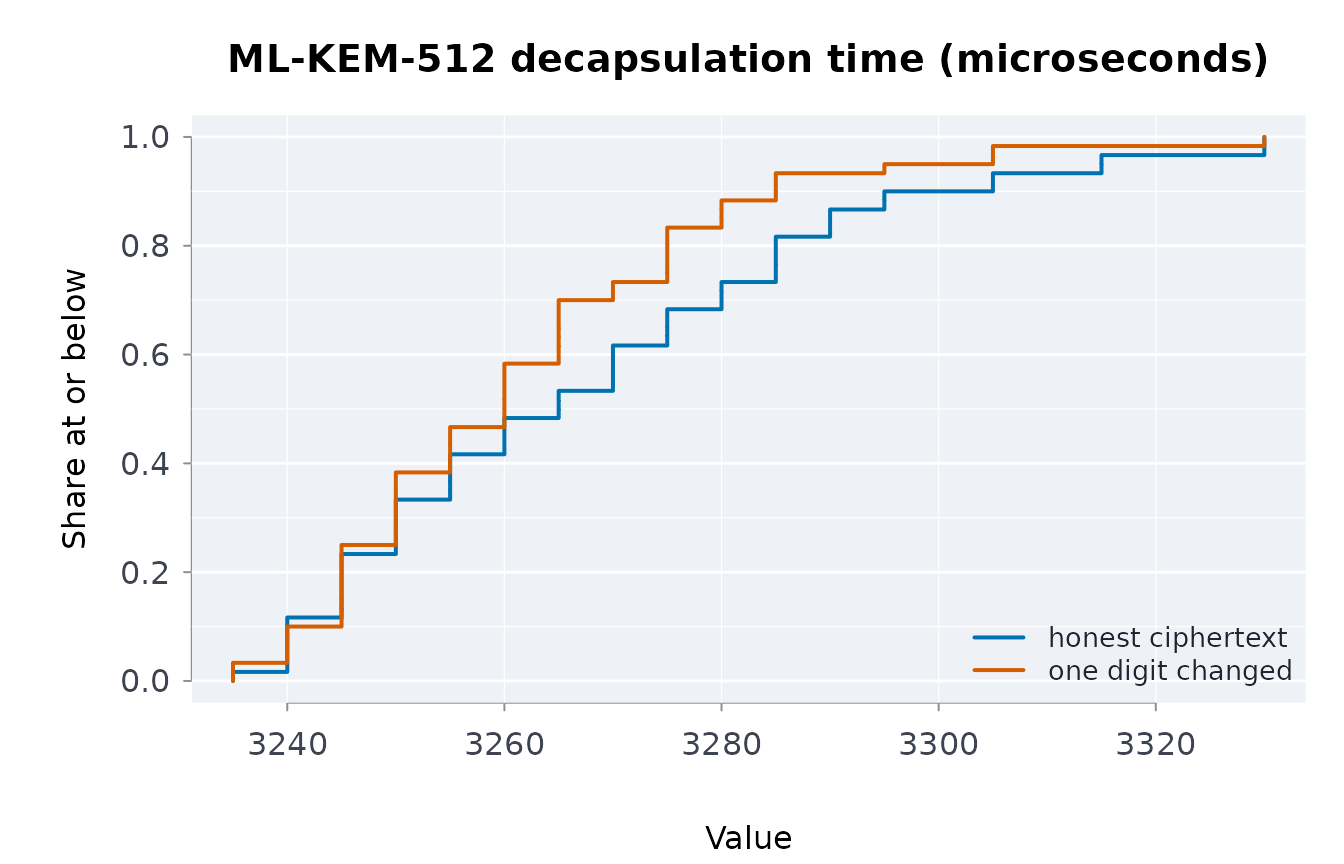 ML-KEM-512 decapsulation time (microseconds)
Share at or below
1.0
0.8
0.6
0.4
0.2
0.0
honest ciphertext
one digit changed
3240 3260 3280 3300 3320
Value